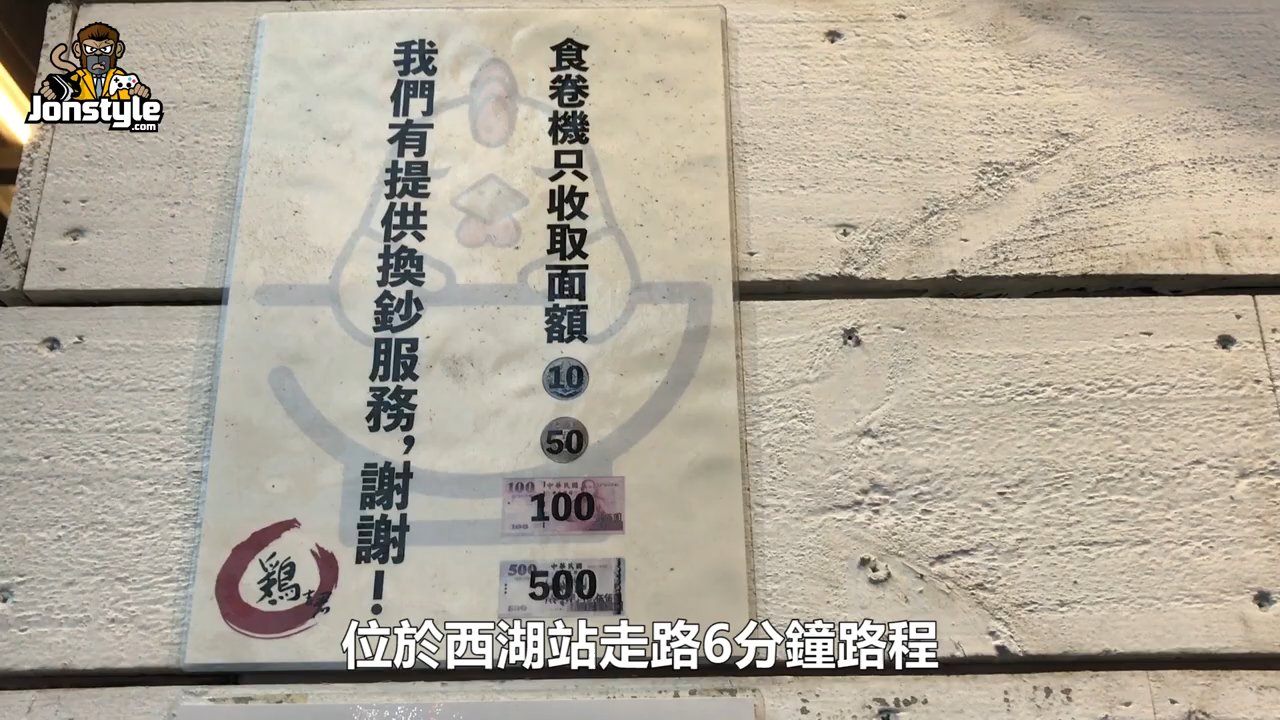 Jonstyle
.com
食卷機只收取面額
10
50
100
中華民國
100
100
500
中華民國
500
我們有提供換鈔服務，謝謝！
鷄
位於西湖站走路6分鐘路程